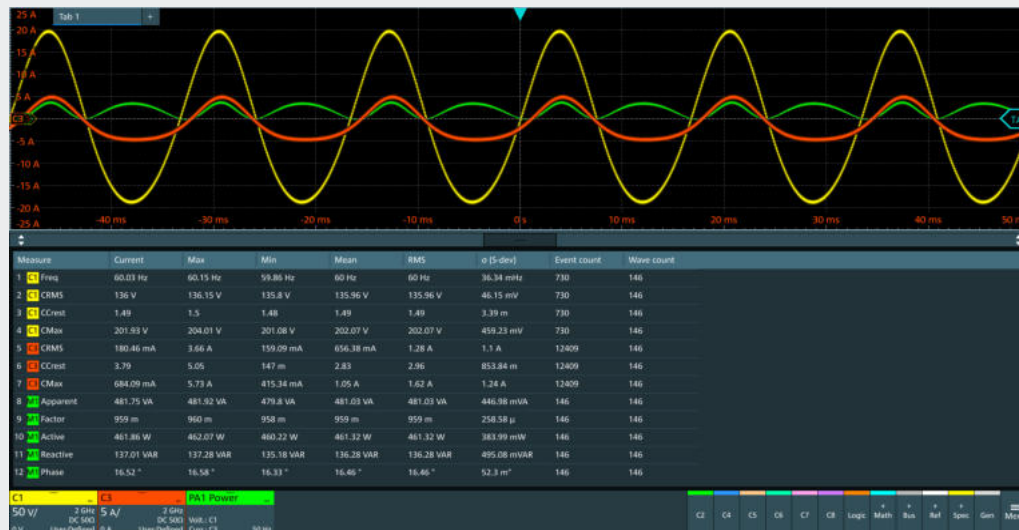 25 A Tab 1 +
20 A
15 A
10 A
5 A
C3
-5 A
-10 A
-15 A
-20 A
-25 A
-40 ms -30 ms -20 ms -10 ms 0 s 10 ms 20 ms 30 ms 40 ms
Measure Current Max Min Mean RMS σ (S-dev) Event count Wave count
1 C1 Freq 60.03 Hz 60.15 Hz 59.86 Hz 60 Hz 60 Hz 36.34 mHz 730 146
2 C1 CRMS 136 V 136.15 V 135.8 V 135.96 V 135.96 V 46.15 mV 730 146
3 C1 CCrest 1.49 1.5 1.48 1.49 1.49 3.39 m 730 146
4 C1 CMax 201.93 V 204.01 V 201.08 V 202.07 V 202.07 V 459.23 mV 730 146
5 C3 CRMS 180.46 mA 3.66 A 159.09 mA 656.38 mA 1.28 A 1.1 A 12409 146
6 C3 CCrest 3.79 5.05 147 m 2.83 2.96 853.84 m 12409 146
7 C3 CMax 684.09 mA 5.73 A 415.34 mA 1.05 A 1.62 A 1.24 A 12409 146
8 M1 Apparent 481.75 VA 481.92 VA 479.8 VA 481.03 VA 481.03 VA 446.98 mVA 146 146
9 M1 Factor 959 m 960 m 958 m 959 m 959 m 258.58 µ 146 146
10 M1 Active 461.86 W 462.07 W 460.22 W 461.32 W 461.32 W 383.99 mW 146 146
11 M1 Reactive 137.01 VAR 137.28 VAR 135.18 VAR 136.28 VAR 136.28 VAR 495.08 mVAR 146 146
12 M1 Phase 16.52 ° 16.58 ° 16.33 ° 16.46 ° 16.46 ° 52.3 m° 146 146
C1 C3 PA1 Power
50 V/ 2 GHz 5 A/ 2 GHz
DC 50Ω DC 50Ω Volt.: C1
C2 C4 C5 C6 C7 C8 Logic Math Bus Ref Spec Gen